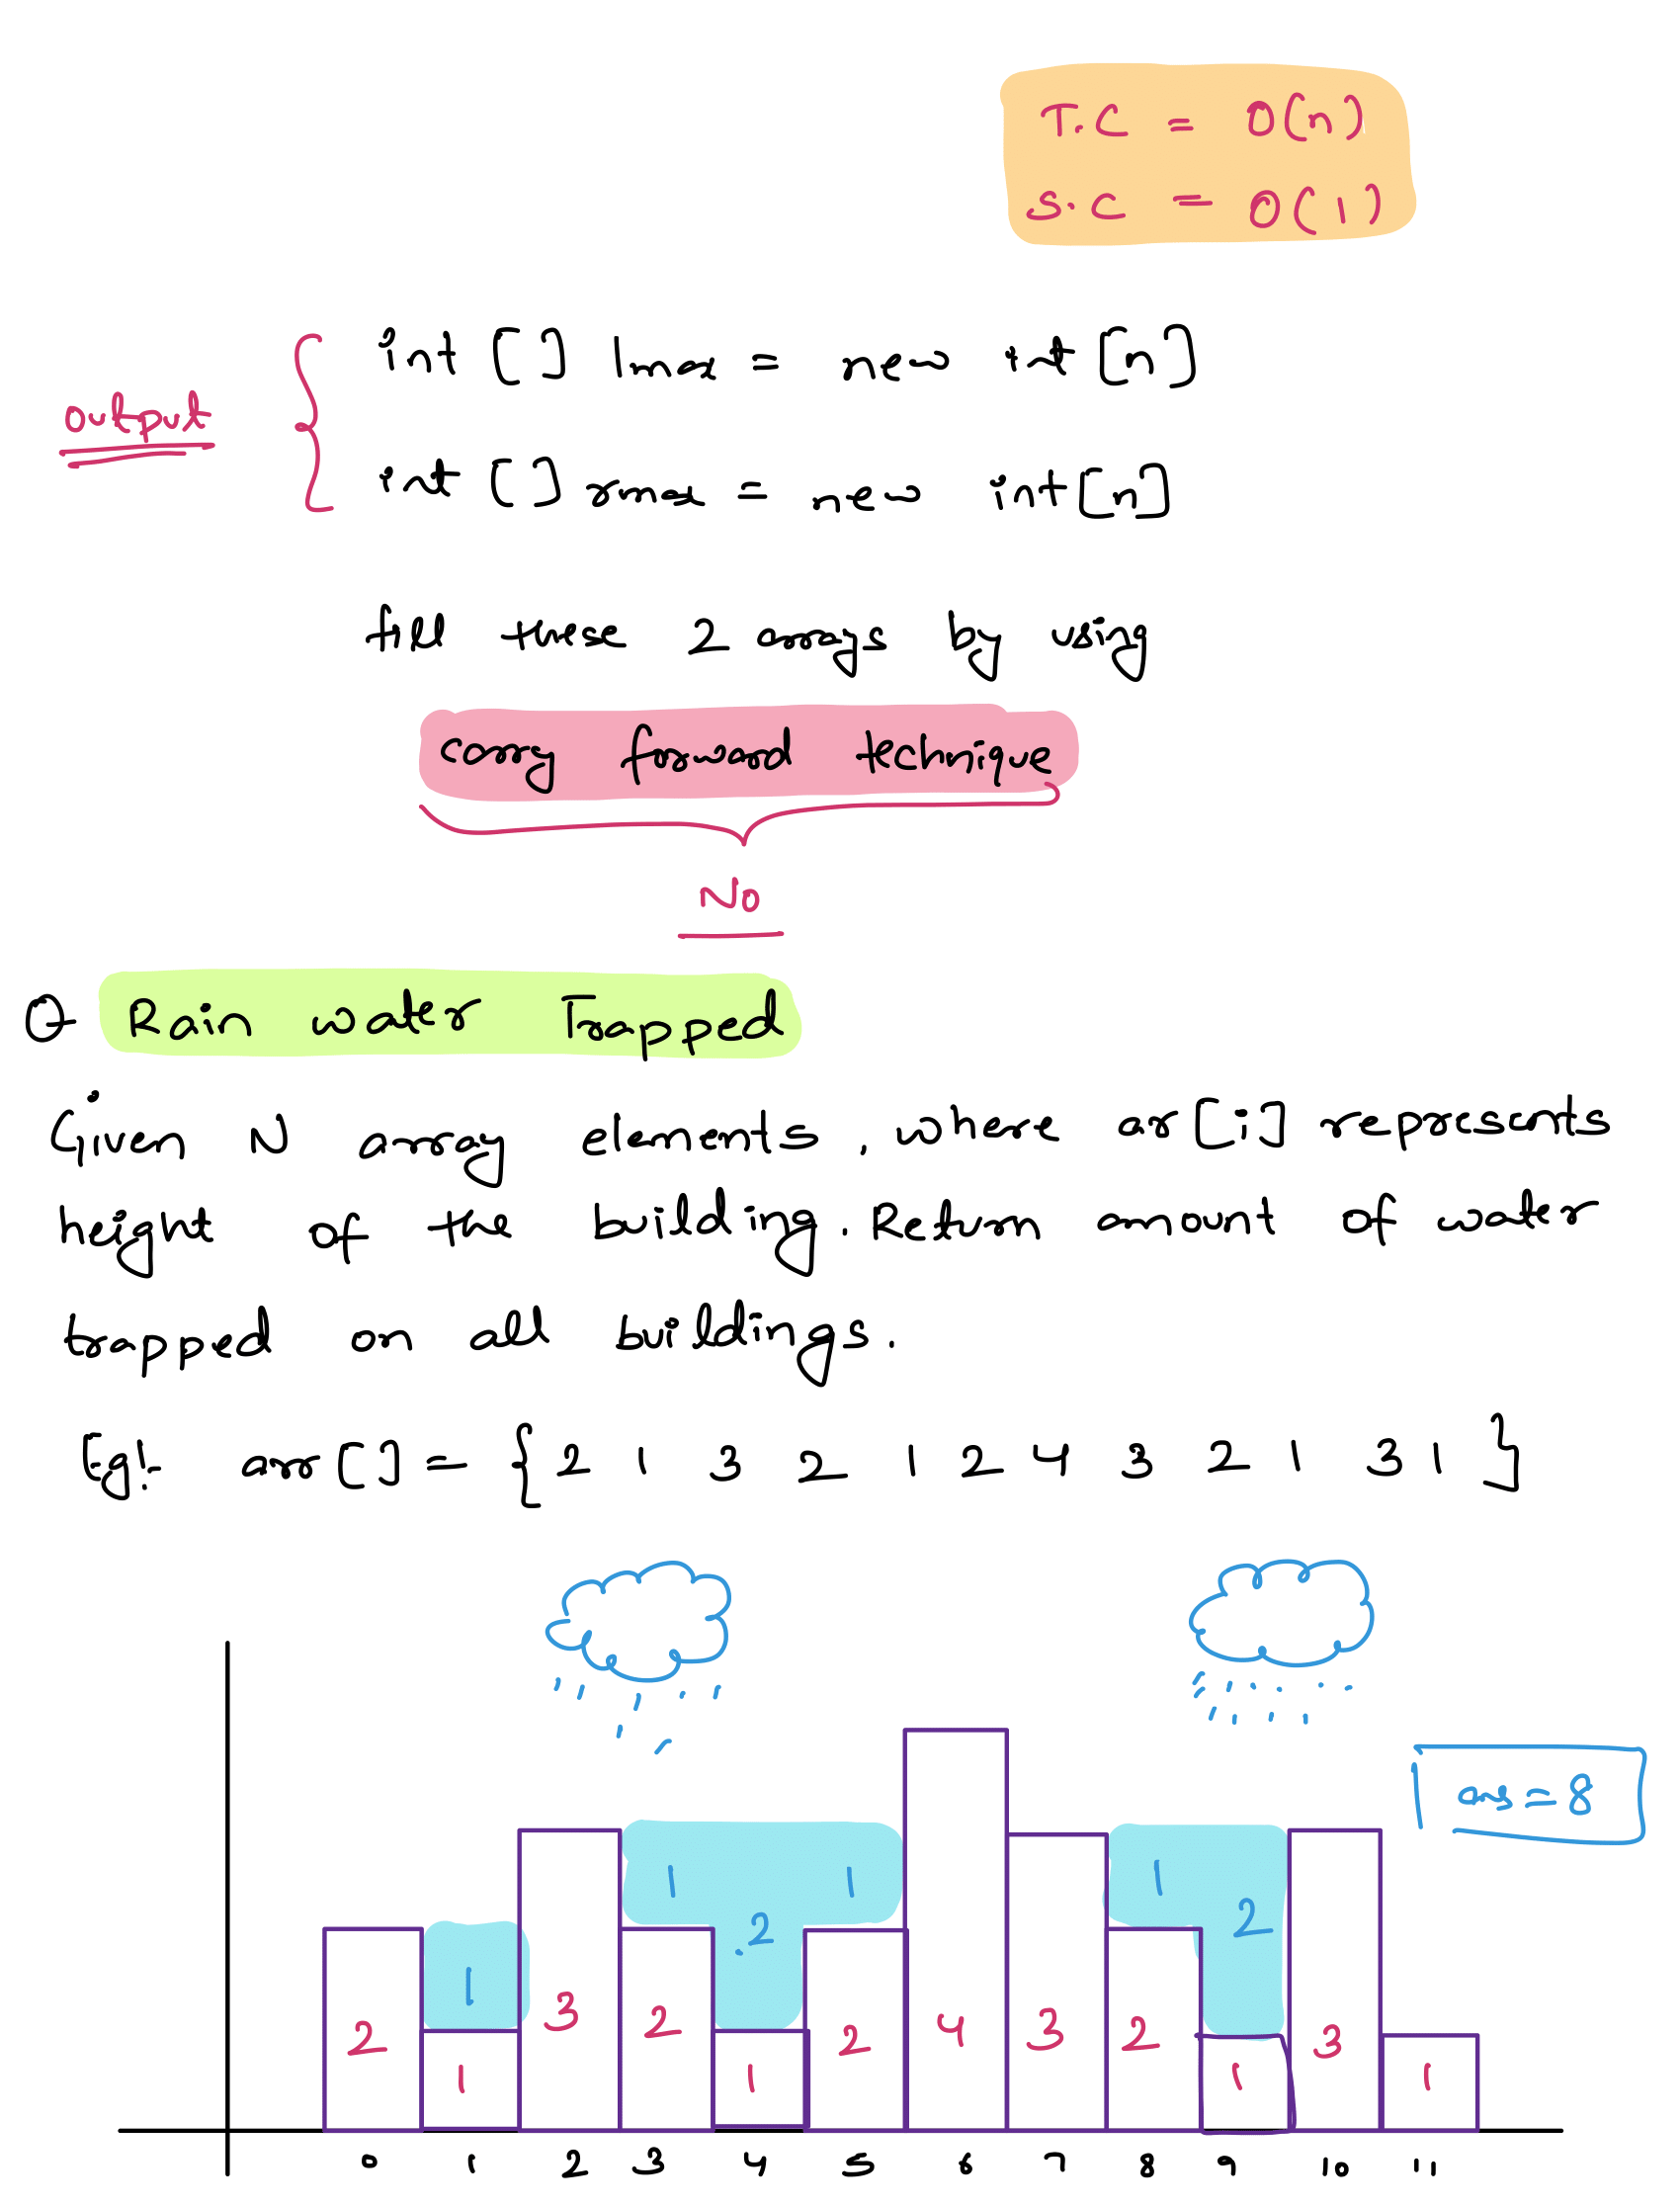 T.C = O(n)
S.C = O(1)
int [ ] lmax = new int [n]
output
int [ ] rmax = new int[n]
fill these 2 arrays by using
carry forward technique
No
Q Rain water Trapped
Given N array elements, where ar[i] represents
height of the building. Return amount of water
trapped on all buildings.
Eg:- arr[ ] = { 2 1 3 2 1 2 4 3 2 1 3 1 }
ans = 8
1 1 1
2 2
1
2 1 3 2 1 2 4 3 2 1 3 1
0 1 2 3 4 5 6 7 8 9 10 11